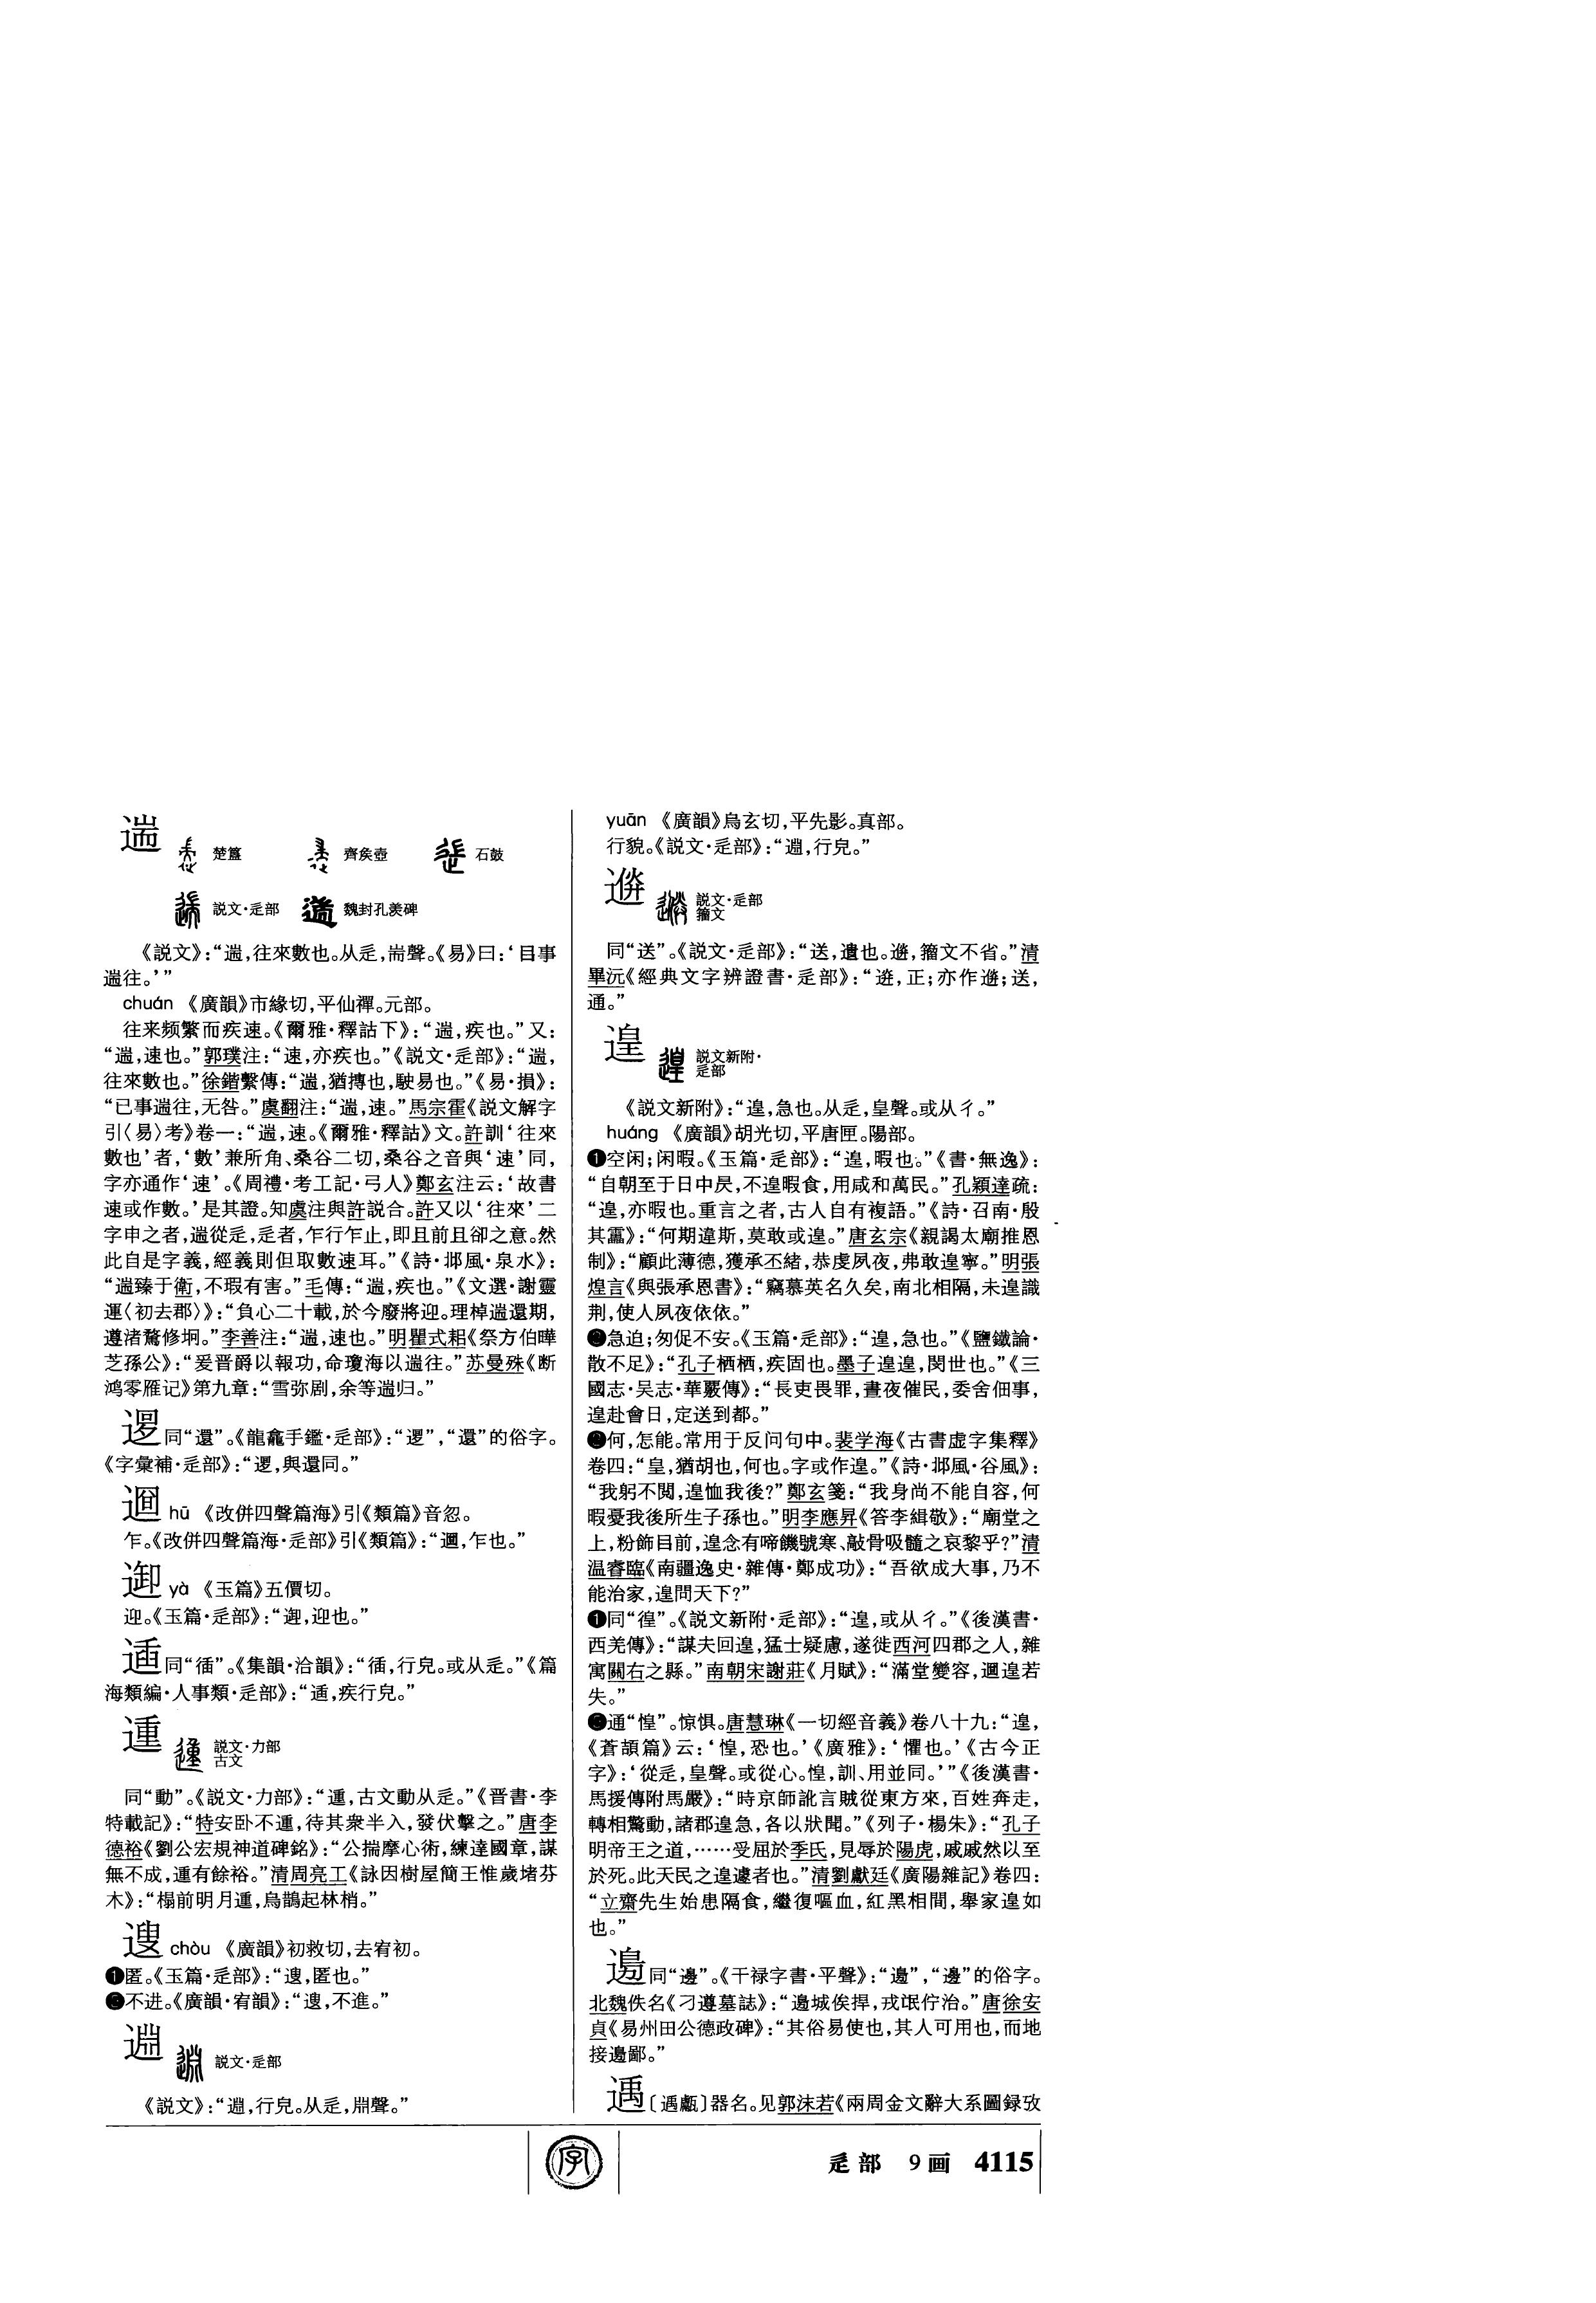 遄
楚簋 齊矦壺 石鼓
説文·辵部 魏封孔羨碑
《説文》：“遄，往來數也。从辵，耑聲。《易》曰：‘㠯事
遄往。’”
chuán 《廣韻》市緣切，平仙禪。元部。
往来频繁而疾速。《爾雅·釋詁下》：“遄，疾也。”又：
“遄，速也。”郭璞注：“速，亦疾也。”《説文·辵部》：“遄，
往來數也。”徐鍇繫傳：“遄，猶摶也，駛易也。”《易·損》：
“已事遄往，无咎。”虞翻注：“遄，速。”馬宗霍《説文解字
引〈易〉考》卷一：“遄，速。《爾雅·釋詁》文。許訓‘往來
數也’者，‘數’兼所角、桑谷二切，桑谷之音與‘速’同，
字亦通作‘速’。《周禮·考工記·弓人》鄭玄注云：‘故書
速或作數。’是其證。知虞注與許説合。許又以‘往來’二
字申之者，遄從辵，辵者，乍行乍止，即且前且卻之意。然
此自是字義，經義則但取數速耳。”《詩·邶風·泉水》：
“遄臻于衛，不瑕有害。”毛傳：“遄，疾也。”《文選·謝靈
運〈初去郡〉》：“負心二十載，於今廢將迎。理棹遄還期，
遵渚騖修坰。”李善注：“遄，速也。”明瞿式耜《祭方伯曄
芝孫公》：“爰晋爵以報功，命瓊海以遄往。”苏曼殊《断
鸿零雁记》第九章：“雪弥剧，余等遄归。”
𨔣同“還”。《龍龕手鑑·辵部》：“𨔣”，“還”的俗字。
《字彙補·辵部》：“𨔣，與還同。”
逥 hū 《改併四聲篇海》引《類篇》音忽。
乍。《改併四聲篇海·辵部》引《類篇》：“逥，乍也。”
𨔢 yà 《玉篇》五價切。
迎。《玉篇·辵部》：“𨔢，迎也。”
𨔝同“偛”。《集韻·洽韻》：“偛，行皃。或从辵。”《篇
海類編·人事類·辵部》：“𨔝，疾行皃。”
運 説文·力部
古文
同“動”。《説文·力部》：“𨔝，古文動从辵。”《晋書·李
特載記》：“特安卧不𨔝，待其衆半入，發伏擊之。”唐李
德裕《劉公宏規神道碑銘》：“公揣摩心術，練達國章，謀
無不成，𨔝有餘裕。”清周亮工《詠因樹屋簡王惟歲堵芬
木》：“榻前明月𨔝，烏鵲起林梢。”
遚 chòu 《廣韻》初救切，去宥初。
❶匿。《玉篇·辵部》：“遚，匿也。”
不进。《廣韻·宥韻》：“遚，不進。”
𨔵 説文·辵部
《説文》：“𨔵，行皃。从辵，𣶒聲。”
yuān 《廣韻》烏玄切，平先影。真部。
行貌。《説文·辵部》：“𨔵，行皃。”
𨕙 説文·辵部
籀文
同“送”。《説文·辵部》：“送，遣也。𨕙，籀文不省。”清
畢沅《經典文字辨證書·辵部》：“𨓐，正；亦作𨕙；送，
通。”
遑 説文新附·
辵部
《説文新附》：“遑，急也。从辵，皇聲。或从彳。”
huáng 《廣韻》胡光切，平唐匣。陽部。
❶空闲；闲暇。《玉篇·辵部》：“遑，暇也。”《書·無逸》：
“自朝至于日中昃，不遑暇食，用咸和萬民。”孔穎達疏：
“遑，亦暇也。重言之者，古人自有複語。”《詩·召南·殷
其靁》：“何期違斯，莫敢或遑。”唐玄宗《親謁太廟推恩
制》：“顧此薄德，獲承丕緒，恭虔夙夜，弗敢遑寧。”明張
煌言《與張承恩書》：“竊慕英名久矣，南北相隔，未遑識
荆，使人夙夜依依。”
❷急迫；匆促不安。《玉篇·辵部》：“遑，急也。”《鹽鐵論·
散不足》：“孔子栖栖，疾固也。墨子遑遑，閔世也。”《三
國志·吴志·華覈傳》：“長吏畏罪，晝夜催民，委舍佃事，
遑赴會日，定送到都。”
何，怎能。常用于反问句中。裴学海《古書虚字集釋》
卷四：“皇，猶胡也，何也。字或作遑。”《詩·邶風·谷風》：
“我躬不閲，遑恤我後？”鄭玄箋：“我身尚不能自容，何
暇憂我後所生子孫也。”明李應昇《答李緝敬》：“廟堂之
上，粉飾目前，遑念有啼饑號寒、敲骨吸髓之哀黎乎？”清
温睿臨《南疆逸史·雜傳·鄭成功》：“吾欲成大事，乃不
能治家，遑問天下？”
❶同“徨”。《説文新附·辵部》：“遑，或从彳。”《後漢書·
西羌傳》：“謀夫回遑，猛士疑慮，遂徙西河四郡之人，雜
寓關右之縣。”南朝宋謝莊《月賦》：“滿堂變容，迴遑若
失。”
通“惶”。惊惧。唐慧琳《一切經音義》卷八十九：“遑，
《蒼頡篇》云：‘惶，恐也。’《廣雅》：‘懼也。’《古今正
字》：‘從辵，皇聲。或從心。惶，訓、用並同。’”《後漢書·
馬援傳附馬嚴》：“時京師訛言賊從東方來，百姓奔走，
轉相驚動，諸郡遑急，各以狀聞。”《列子·楊朱》：“孔子
明帝王之道，……受屈於季氏，見辱於陽虎，戚戚然以至
於死。此天民之遑遽者也。”清劉獻廷《廣陽雜記》卷四：
“立齋先生始患隔食，繼復嘔血，紅黑相間，舉家遑如
也。”
𨕭同“邊”。《干禄字書·平聲》：“𨕭”，“邊”的俗字。
北魏佚名《刁遵墓誌》：“𨕭城俟捍，戎氓佇治。”唐徐安
貞《易州田公德政碑》：“其俗易使也，其人可用也，而地
接𨕭鄙。”
𨔶〔𨔶甗〕器名。见郭沫若《兩周金文辭大系圖録攷
字
辵部 9画 4115